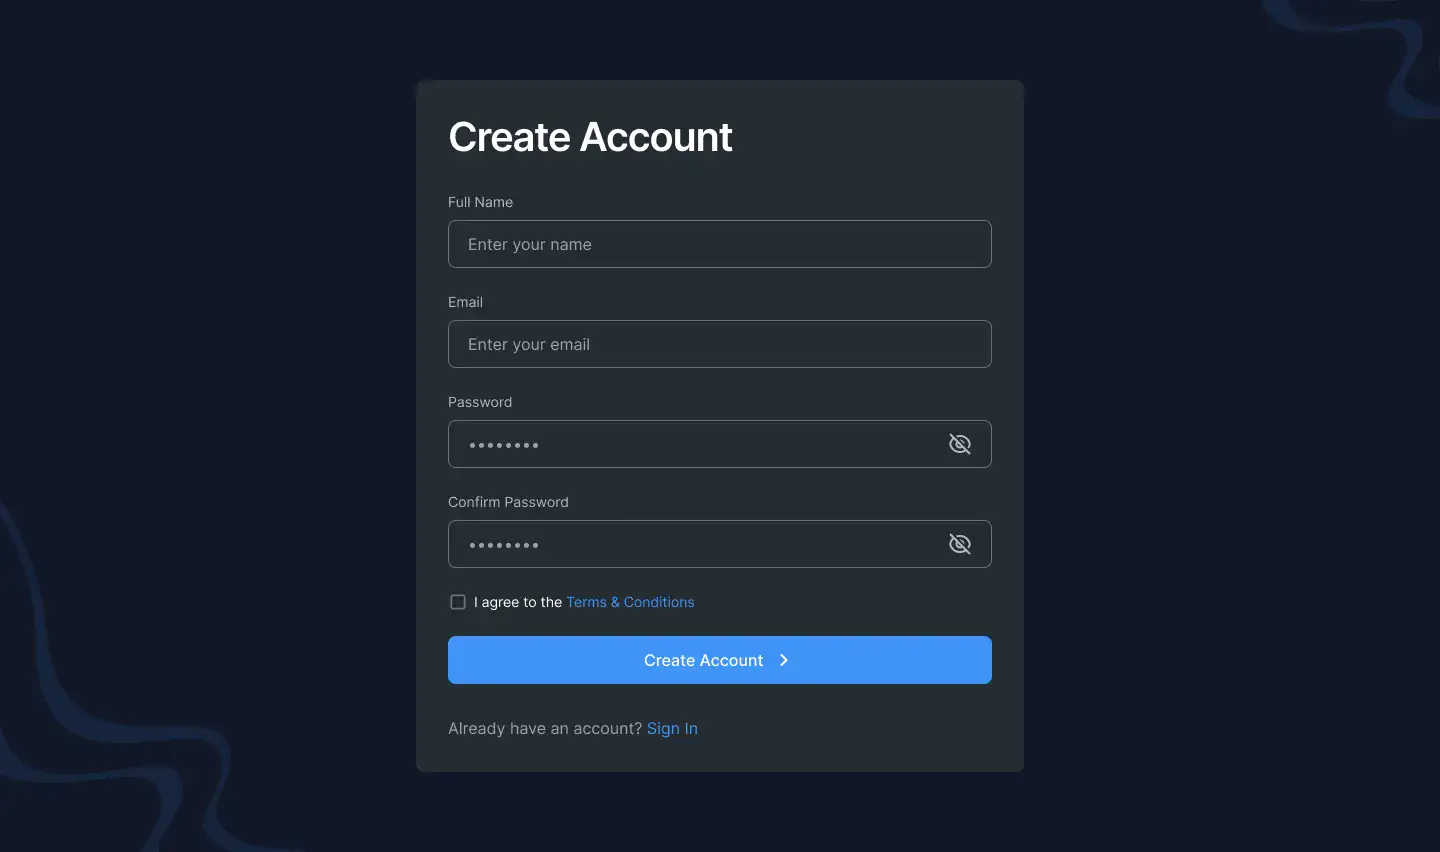 Create Account
Full Name
Enter your name
Email
Enter your email
Password
••••••••
Confirm Password
••••••••
I agree to the Terms & Conditions
Create Account
Already have an account? Sign In